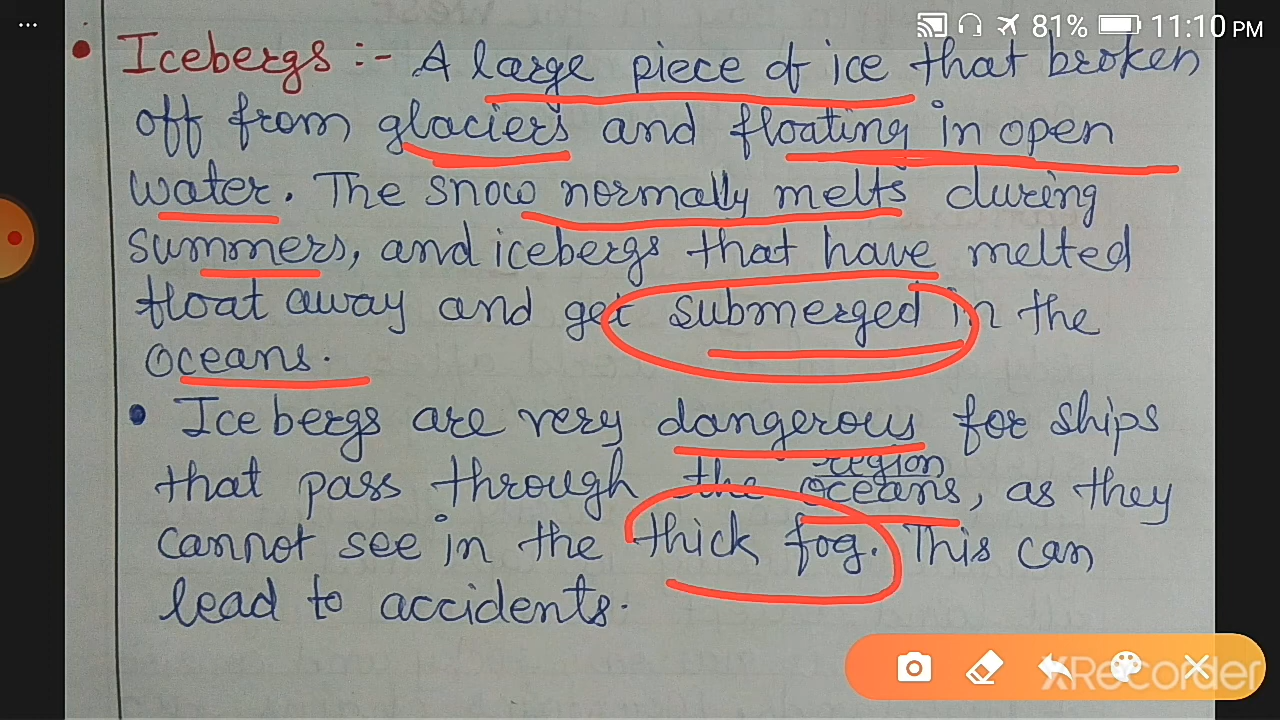 ... 81% 11:10 PM
• Icebergs :- A large piece of ice that broken
off from glaciers and floating in open
water. The snow normally melts during
summers, and icebergs that have melted
float away and get submerged in the
oceans.
• Icebergs are very dangerous for ships
region
that pass through the oceans, as they
cannot see in the thick fog. This can
lead to accidents.
XRecorder